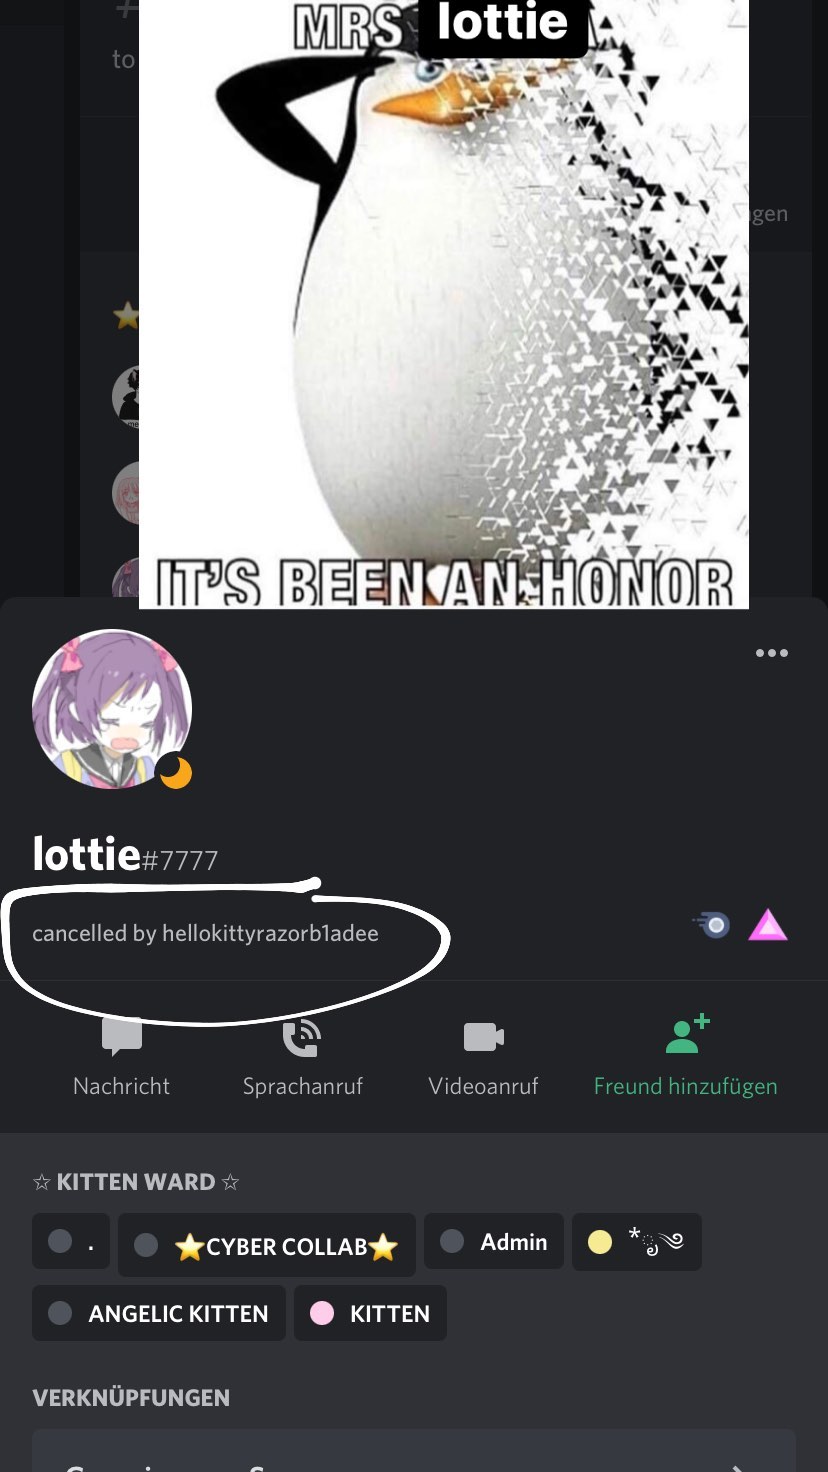 #
MRS lottie
to
gen
IT'S BEEN AN HONOR
lottie#7777
cancelled by hellokittyrazorb1adee
Nachricht
Sprachanruf
Videoanruf
Freund hinzufügen
☆ KITTEN WARD ☆
.
⭐CYBER COLLAB⭐
Admin
ANGELIC KITTEN
KITTEN
VERKNÜPFUNGEN